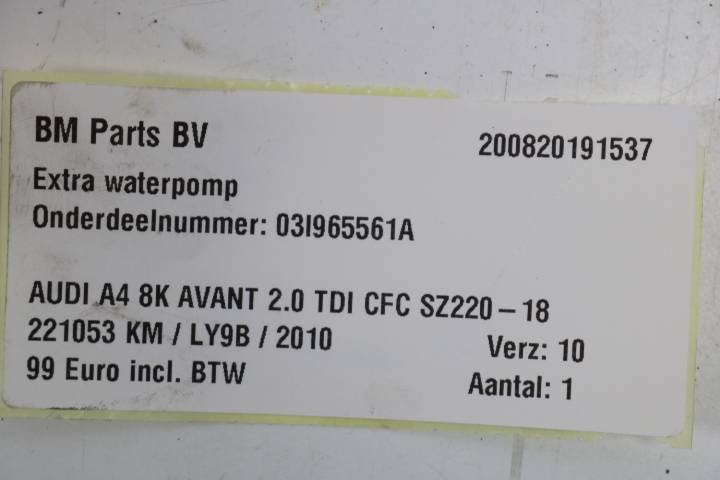 BM Parts BV 200820191537
Extra waterpomp
Onderdeelnummer: 03I965561A
AUDI A4 8K AVANT 2.0 TDI CFC SZ220 – 18
221053 KM / LY9B / 2010 Verz: 10
99 Euro incl. BTW Aantal: 1